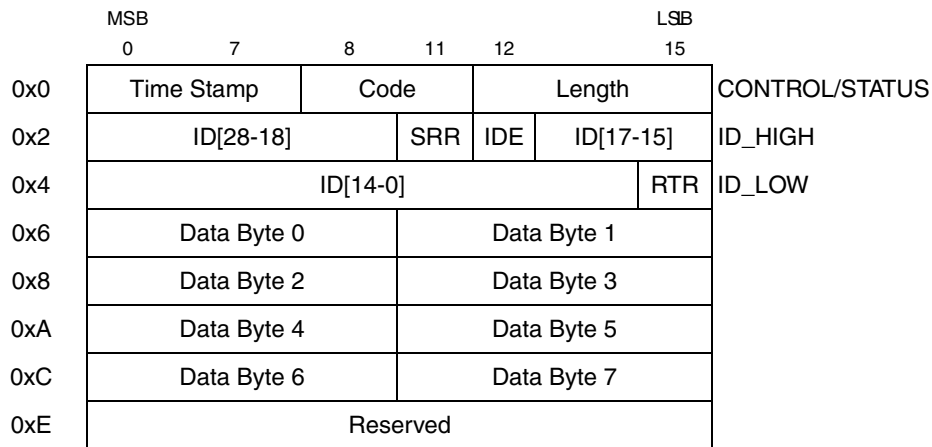 MSB LSB
0 7 8 11 12 15
0x0 Time Stamp Code Length CONTROL/STATUS
0x2 ID[28-18] SRR IDE ID[17-15] ID_HIGH
0x4 ID[14-0] RTR ID_LOW
0x6 Data Byte 0 Data Byte 1
0x8 Data Byte 2 Data Byte 3
0xA Data Byte 4 Data Byte 5
0xC Data Byte 6 Data Byte 7
0xE Reserved